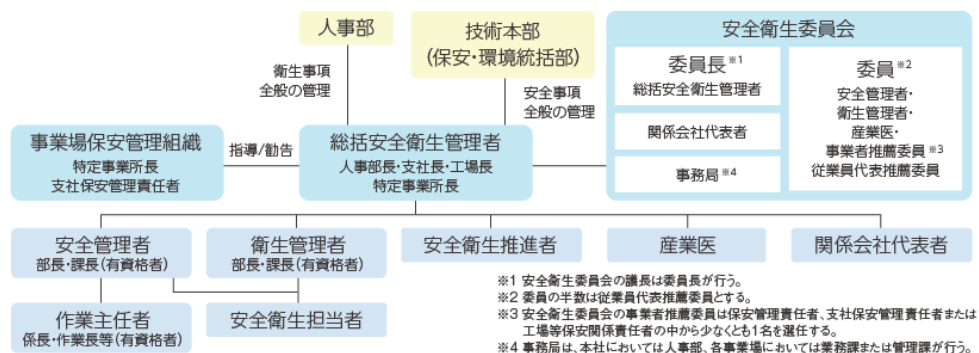 人事部
技術本部
(保安・環境統括部)
衛生事項
全般の管理
安全事項
全般の管理
安全衛生委員会
委員長※1
総括安全衛生管理者
関係会社代表者
事務局※4
委員※2
安全管理者・
衛生管理者・
産業医・
事業者推薦委員※3
従業員代表推薦委員
事業場保安管理組織
特定事業所長
支社保安管理責任者
指導/勧告
総括安全衛生管理者
人事部長・支社長・工場長
特定事業所長
安全管理者
部長・課長(有資格者)
衛生管理者
部長・課長(有資格者)
安全衛生推進者
産業医
関係会社代表者
作業主任者
係長・作業長等(有資格者)
安全衛生担当者
※1 安全衛生委員会の議長は委員長が行う。
※2 委員の半数は従業員代表推薦委員とする。
※3 安全衛生委員会の事業者推薦委員は保安管理責任者、支社保安管理責任者または
工場等保安関係責任者の中から少なくとも1名を選任する。
※4 事務局は、本社においては人事部、各事業場においては業務課または管理課が行う。